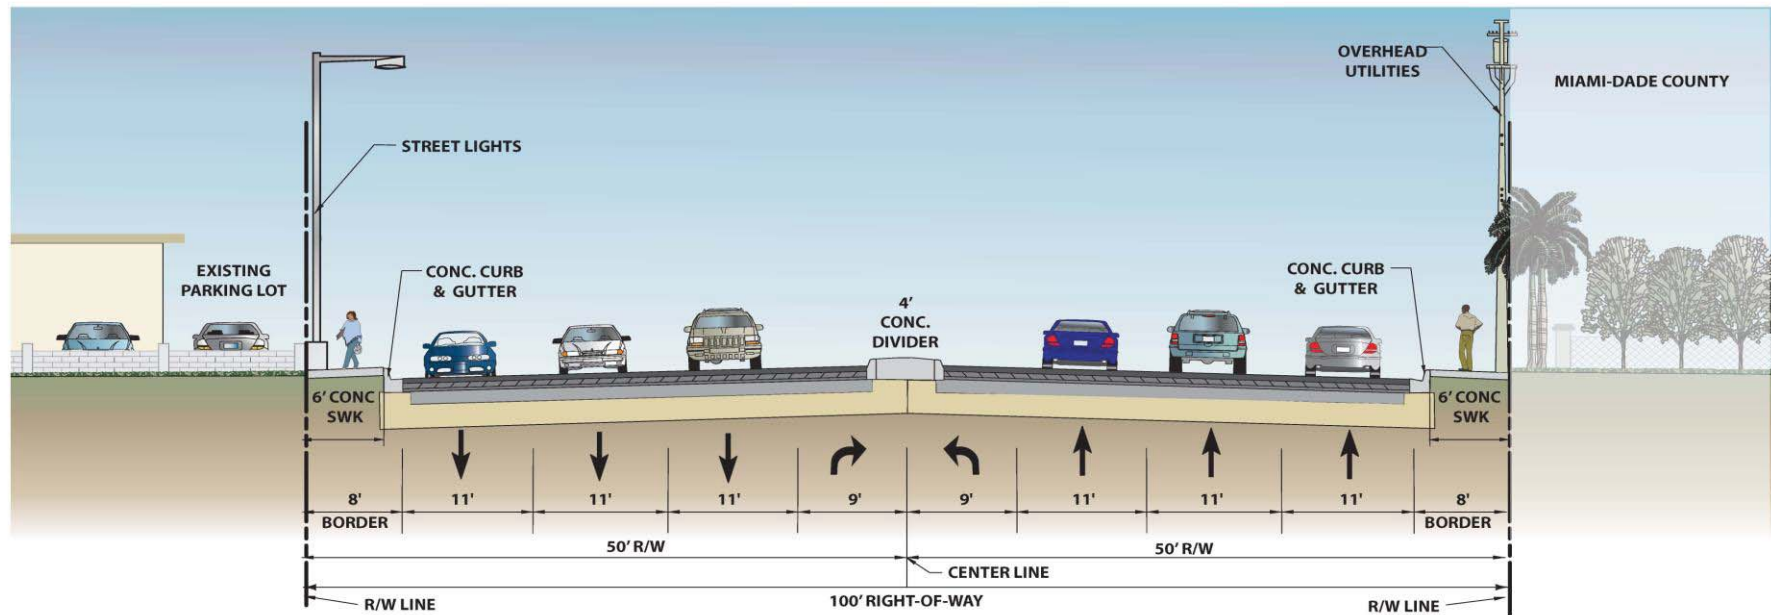 OVERHEAD
UTILITIES
MIAMI-DADE COUNTY
STREET LIGHTS
EXISTING
PARKING LOT
CONC. CURB
& GUTTER
4'
CONC.
DIVIDER
CONC. CURB
& GUTTER
6' CONC
SWK
6' CONC
SWK
8'
BORDER
11'
11'
11'
9'
9'
11'
11'
11'
8'
BORDER
50' R/W
50' R/W
CENTER LINE
100' RIGHT-OF-WAY
R/W LINE
R/W LINE